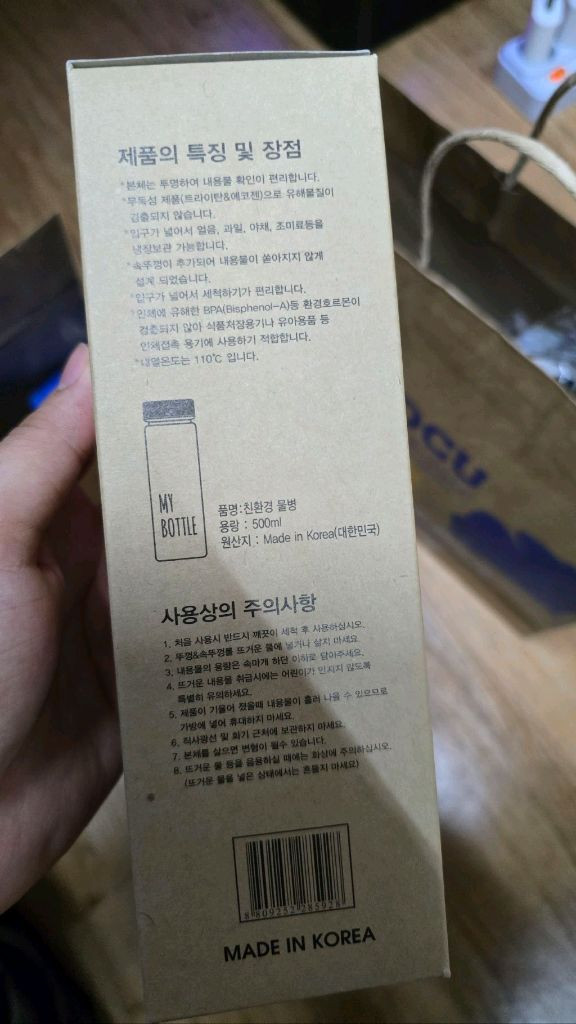 제품의 특징 및 장점
*본체는 투명하여 내용물 확인이 편리합니다.
*무독성 제품(트라이탄&에코젠)으로 유해물질이
검출되지 않습니다.
*입구가 넓어서 얼음, 과일, 야채, 조미료등을
냉장보관 가능합니다.
*속뚜껑이 추가되어 내용물이 쏟아지지 않게
설계 되었습니다.
*입구가 넓어서 세척하기가 편리합니다.
*인체에 유해한 BPA(Bisphenol-A)등 환경호르몬이
검출되지 않아 식품저장용기나 유아용품 등
인체접촉 용기에 사용하기 적합합니다.
*내열온도는 110℃ 입니다.
MY
BOTTLE
품명:친환경 물병
용량 : 500ml
원산지 : Made in Korea(대한민국)
사용상의 주의사항
1. 처음 사용시 반드시 깨끗이 세척 후 사용하십시오.
2. 뚜껑&속뚜껑를 뜨거운 물에 넣거나 삶지 마세요.
3. 내용물의 용량은 속마개 하단 이하로 담아주세요.
4. 뜨거운 내용물 취급시에는 어린이가 만지지 않도록
특별히 유의하세요.
5. 제품이 기울어 졌을때 내용물이 흘러 나올 수 있으므로
가방에 넣어 휴대하지 마세요.
6. 직사광선 및 화기 근처에 보관하지 마세요.
7. 본체를 삶으면 변형이 될수 있습니다.
8. 뜨거운 물 등을 음용하실 때에는 화상에 주의하십시오.
(뜨거운 물을 넣은 상태에서는 흔들지 마세요)
8 809252 285928
MADE IN KOREA
OCU